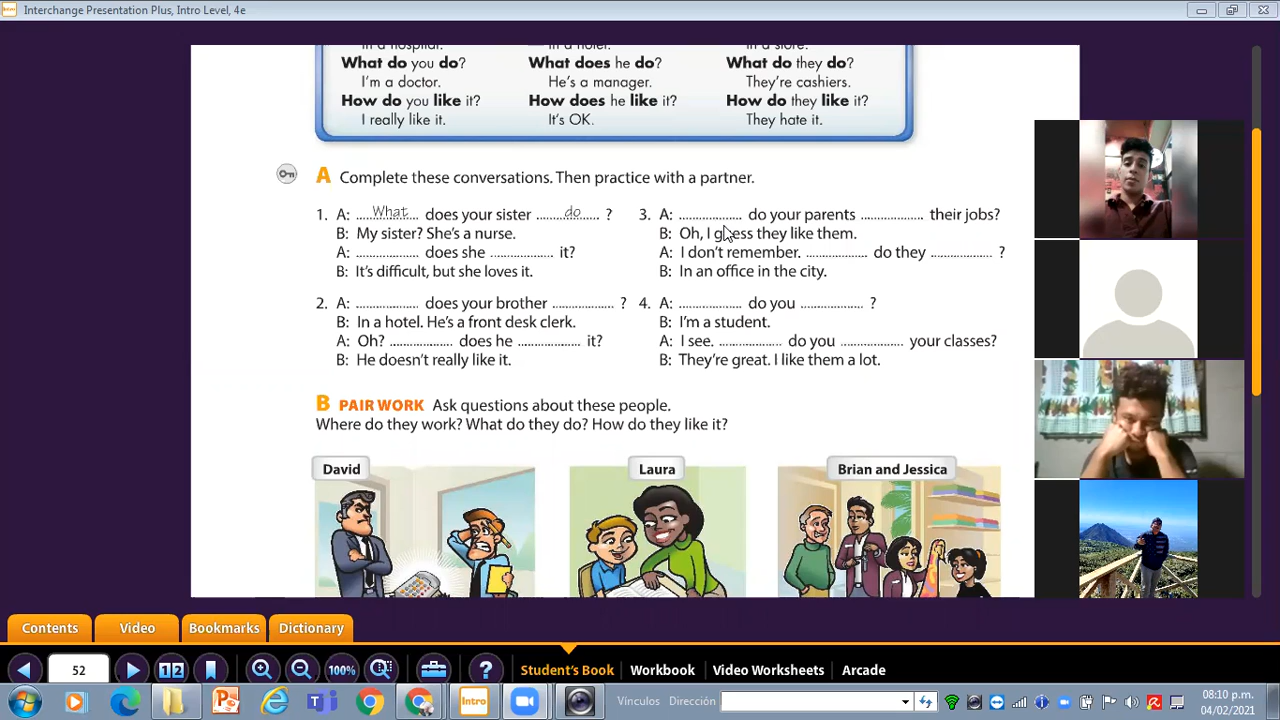 Interchange Presentation Plus, Intro Level, 4e
In a hospital. In a hotel. In a store.
What do you do? What does he do? What do they do?
I'm a doctor. He's a manager. They're cashiers.
How do you like it? How does he like it? How do they like it?
I really like it. It's OK. They hate it.
A Complete these conversations. Then practice with a partner.
1. A: What does your sister do ?
B: My sister? She's a nurse.
A: .................. does she .................. it?
B: It's difficult, but she loves it.
2. A: .................. does your brother .................. ?
B: In a hotel. He's a front desk clerk.
A: Oh? .................. does he .................. it?
B: He doesn't really like it.
3. A: .................. do your parents .................. their jobs?
B: Oh, I guess they like them.
A: I don't remember. .................. do they .................. ?
B: In an office in the city.
4. A: .................. do you .................. ?
B: I'm a student.
A: I see. .................. do you .................. your classes?
B: They're great. I like them a lot.
B PAIR WORK Ask questions about these people.
Where do they work? What do they do? How do they like it?
David Laura Brian and Jessica
Contents Video Bookmarks Dictionary
52 12 100% ? Student's Book Workbook Video Worksheets Arcade
Intro Vínculos Dirección 08:10 p.m.
04/02/2021